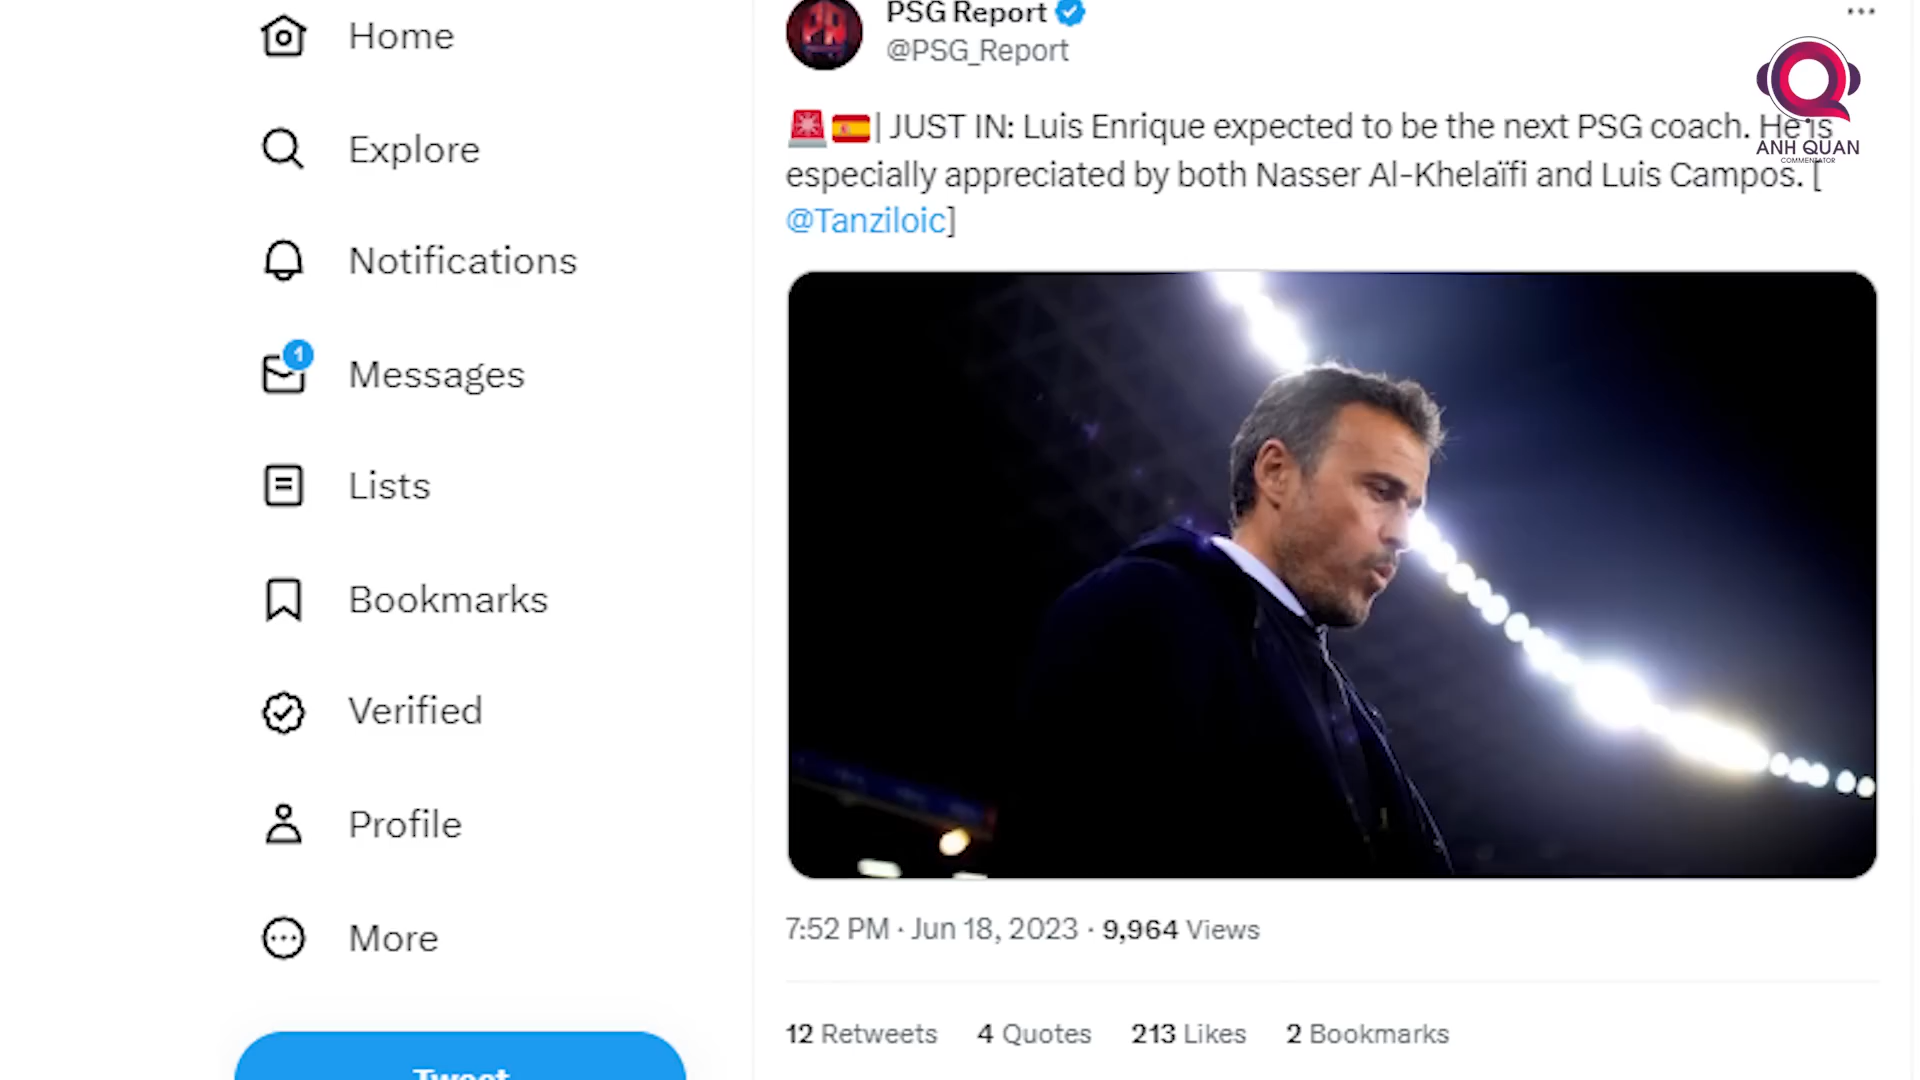 Home
Explore
Notifications
1
Messages
Lists
Bookmarks
Verified
Profile
More
Tweet
PSG Report
@PSG_Report
🚨🇪🇸| JUST IN: Luis Enrique expected to be the next PSG coach. He is
especially appreciated by both Nasser Al-Khelaïfi and Luis Campos. [
@Tanziloic]
7:52 PM · Jun 18, 2023 · 9,964 Views
12 Retweets 4 Quotes 213 Likes 2 Bookmarks
ANH QUAN
COMMENTATOR